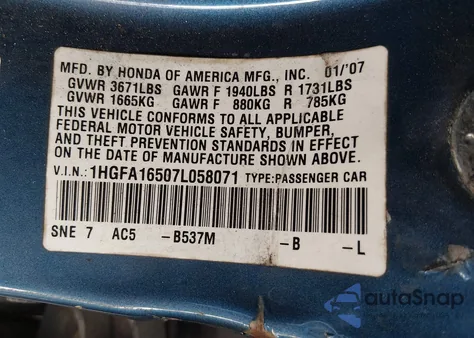 MFD. BY HONDA OF AMERICA MFG., INC. 01/'07
GVWR 3671LBS GAWR F 1940LBS R 1731LBS
GVWR 1665KG GAWR F 880KG R 785KG
THIS VEHICLE CONFORMS TO ALL APPLICABLE
FEDERAL MOTOR VEHICLE SAFETY, BUMPER,
AND THEFT PREVENTION STANDARDS IN EFFECT
ON THE DATE OF MANUFACTURE SHOWN ABOVE.
V.I.N.: 1HGFA16507L058071 TYPE:PASSENGER CAR
SNE 7 AC5 -B537M -B -L
autoSnap